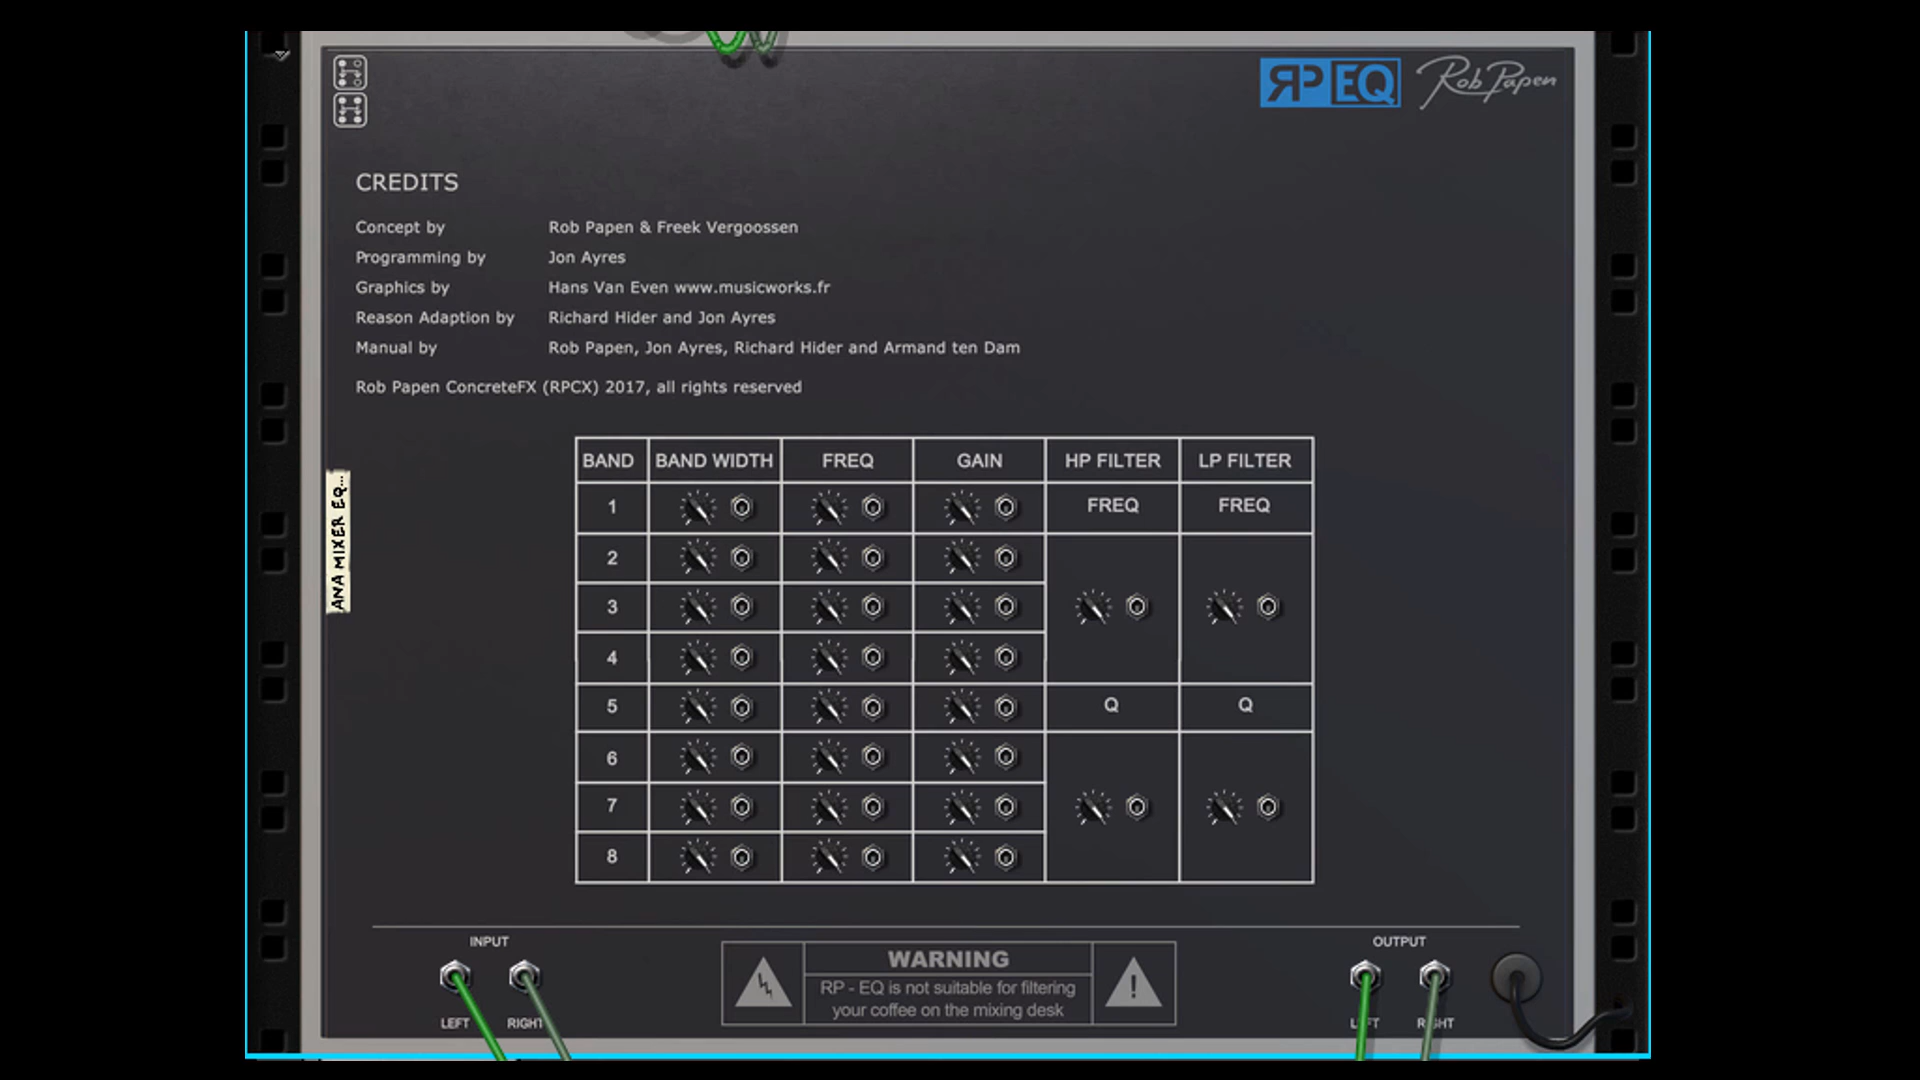 RP EQ Rob Papen
CREDITS
Concept by Rob Papen & Freek Vergoossen
Programming by Jon Ayres
Graphics by Hans Van Even www.musicworks.fr
Reason Adaption by Richard Hider and Jon Ayres
Manual by Rob Papen, Jon Ayres, Richard Hider and Armand ten Dam
Rob Papen ConcreteFX (RPCX) 2017, all rights reserved
ANA MIXER EQ...
BAND BAND WIDTH FREQ GAIN HP FILTER LP FILTER
1 FREQ FREQ
2
3
4
5 Q Q
6
7
8
INPUT
LEFT RIGHT
WARNING
RP - EQ is not suitable for filtering
your coffee on the mixing desk
OUTPUT
LEFT RIGHT